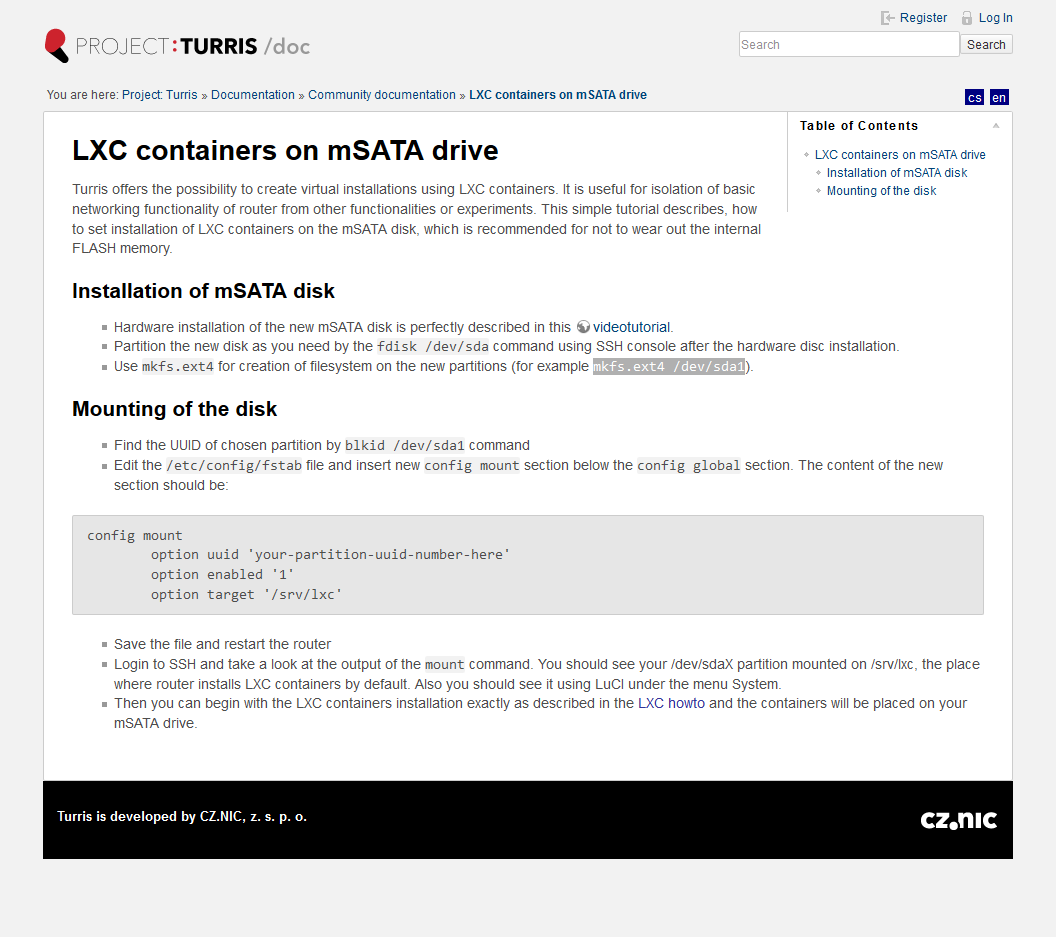 Register Log In
PROJECT:TURRIS /doc
Search Search
You are here: Project: Turris » Documentation » Community documentation » LXC containers on mSATA drive
cs en
Table of Contents
LXC containers on mSATA drive
Installation of mSATA disk
Mounting of the disk
LXC containers on mSATA drive
Turris offers the possibility to create virtual installations using LXC containers. It is useful for isolation of basic
networking functionality of router from other functionalities or experiments. This simple tutorial describes, how
to set installation of LXC containers on the mSATA disk, which is recommended for not to wear out the internal
FLASH memory.
Installation of mSATA disk
Hardware installation of the new mSATA disk is perfectly described in this videotutorial.
Partition the new disk as you need by the fdisk /dev/sda command using SSH console after the hardware disc installation.
Use mkfs.ext4 for creation of filesystem on the new partitions (for example mkfs.ext4 /dev/sda1).
Mounting of the disk
Find the UUID of chosen partition by blkid /dev/sda1 command
Edit the /etc/config/fstab file and insert new config mount section below the config global section. The content of the new
section should be:
config mount
option uuid 'your-partition-uuid-number-here'
option enabled '1'
option target '/srv/lxc'
Save the file and restart the router
Login to SSH and take a look at the output of the mount command. You should see your /dev/sdaX partition mounted on /srv/lxc, the place
where router installs LXC containers by default. Also you should see it using LuCI under the menu System.
Then you can begin with the LXC containers installation exactly as described in the LXC howto and the containers will be placed on your
mSATA drive.
Turris is developed by CZ.NIC, z. s. p. o.
CZ.NIC